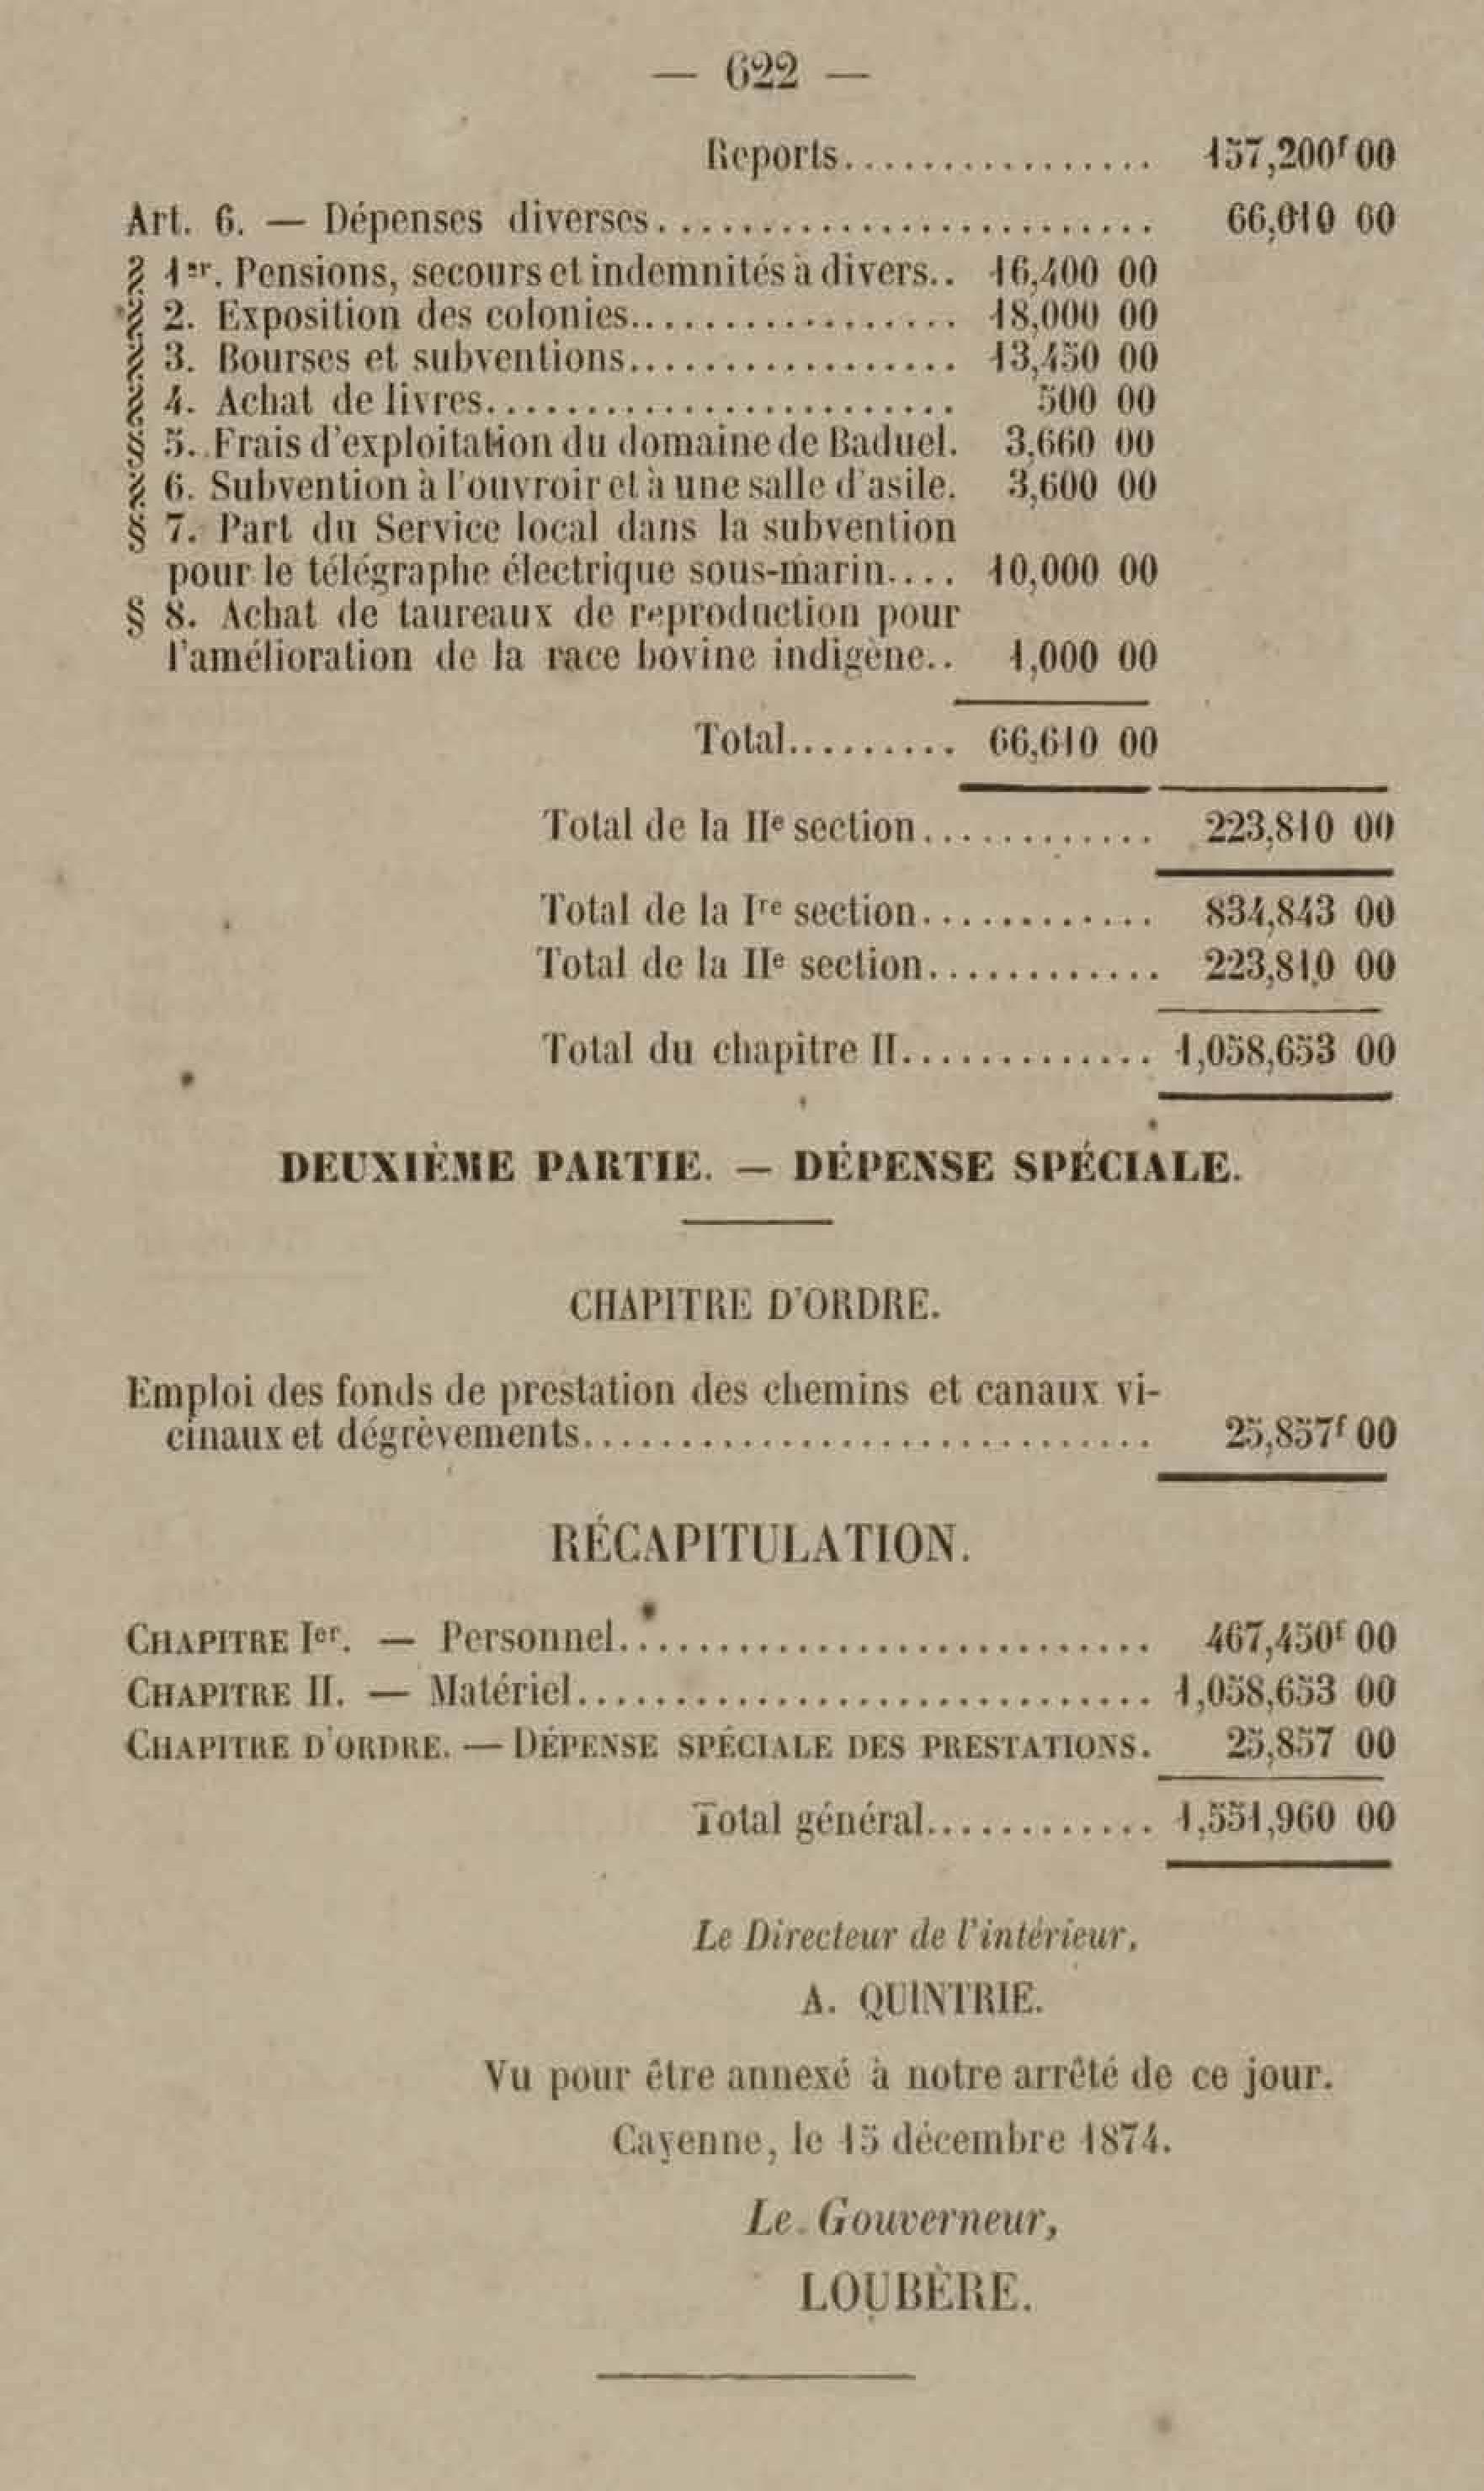 — 622 —
Reports................ 157,200ᶠ 00
Art. 6. — Dépenses diverses......................... 66,610 00
§ 1ᵉʳ. Pensions, secours et indemnités à divers.. 16,400 00
§ 2. Exposition des colonies................. 18,000 00
§ 3. Bourses et subventions................. 13,450 00
§ 4. Achat de livres........................ 500 00
§ 5. Frais d'exploitation du domaine de Baduel. 3,660 00
§ 6. Subvention à l'ouvroir et à une salle d'asile. 3,600 00
§ 7. Part du Service local dans la subvention
pour le télégraphe électrique sous-marin.... 10,000 00
§ 8. Achat de taureaux de reproduction pour
l'amélioration de la race bovine indigène.. 1,000 00
Total......... 66,610 00
Total de la IIᵉ section............ 223,810 00
Total de la Iʳᵉ section............ 834,843 00
Total de la IIᵉ section............ 223,810 00
Total du chapitre II............. 1,058,653 00
DEUXIÈME PARTIE. — DÉPENSE SPÉCIALE.
CHAPITRE D'ORDRE.
Emploi des fonds de prestation des chemins et canaux vi-
cinaux et dégrèvements............................. 25,857ᶠ 00
RÉCAPITULATION.
CHAPITRE Iᵉʳ. — Personnel........................... 467,450ᶠ 00
CHAPITRE II. — Matériel............................. 1,058,653 00
CHAPITRE D'ORDRE. — DÉPENSE SPÉCIALE DES PRESTATIONS. 25,857 00
Total général............ 1,551,960 00
Le Directeur de l'intérieur,
A. QUINTRIE.
Vu pour être annexé à notre arrêté de ce jour.
Cayenne, le 15 décembre 1874.
Le Gouverneur,
LOUBÈRE.